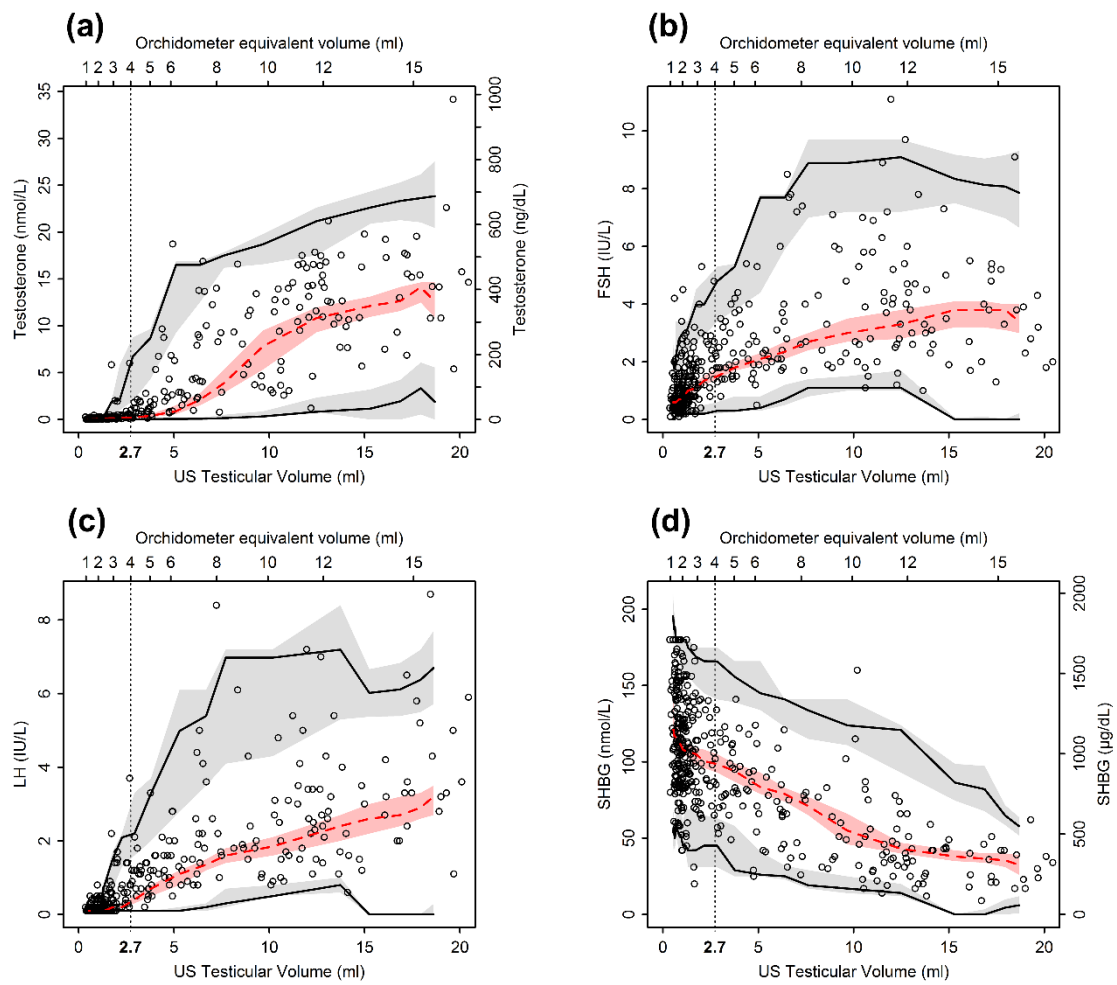 (a)
Orchidometer equivalent volume (ml)
1 2 3 4 5 6 8 10 12 15
Testosterone (nmol/L)
35
30
25
20
15
10
5
0
Testosterone (ng/dL)
1000
800
600
400
200
0
0 2.7 5 10 15 20
US Testicular Volume (ml)
(b)
Orchidometer equivalent volume (ml)
1 2 3 4 5 6 8 10 12 15
FSH (IU/L)
10
8
6
4
2
0
0 2.7 5 10 15 20
US Testicular Volume (ml)
(c)
Orchidometer equivalent volume (ml)
1 2 3 4 5 6 8 10 12 15
LH (IU/L)
8
6
4
2
0
0 2.7 5 10 15 20
US Testicular Volume (ml)
(d)
Orchidometer equivalent volume (ml)
1 2 3 4 5 6 8 10 12 15
SHBG (nmol/L)
200
150
100
50
0
SHBG (µg/dL)
2000
1500
1000
500
0
0 2.7 5 10 15 20
US Testicular Volume (ml)